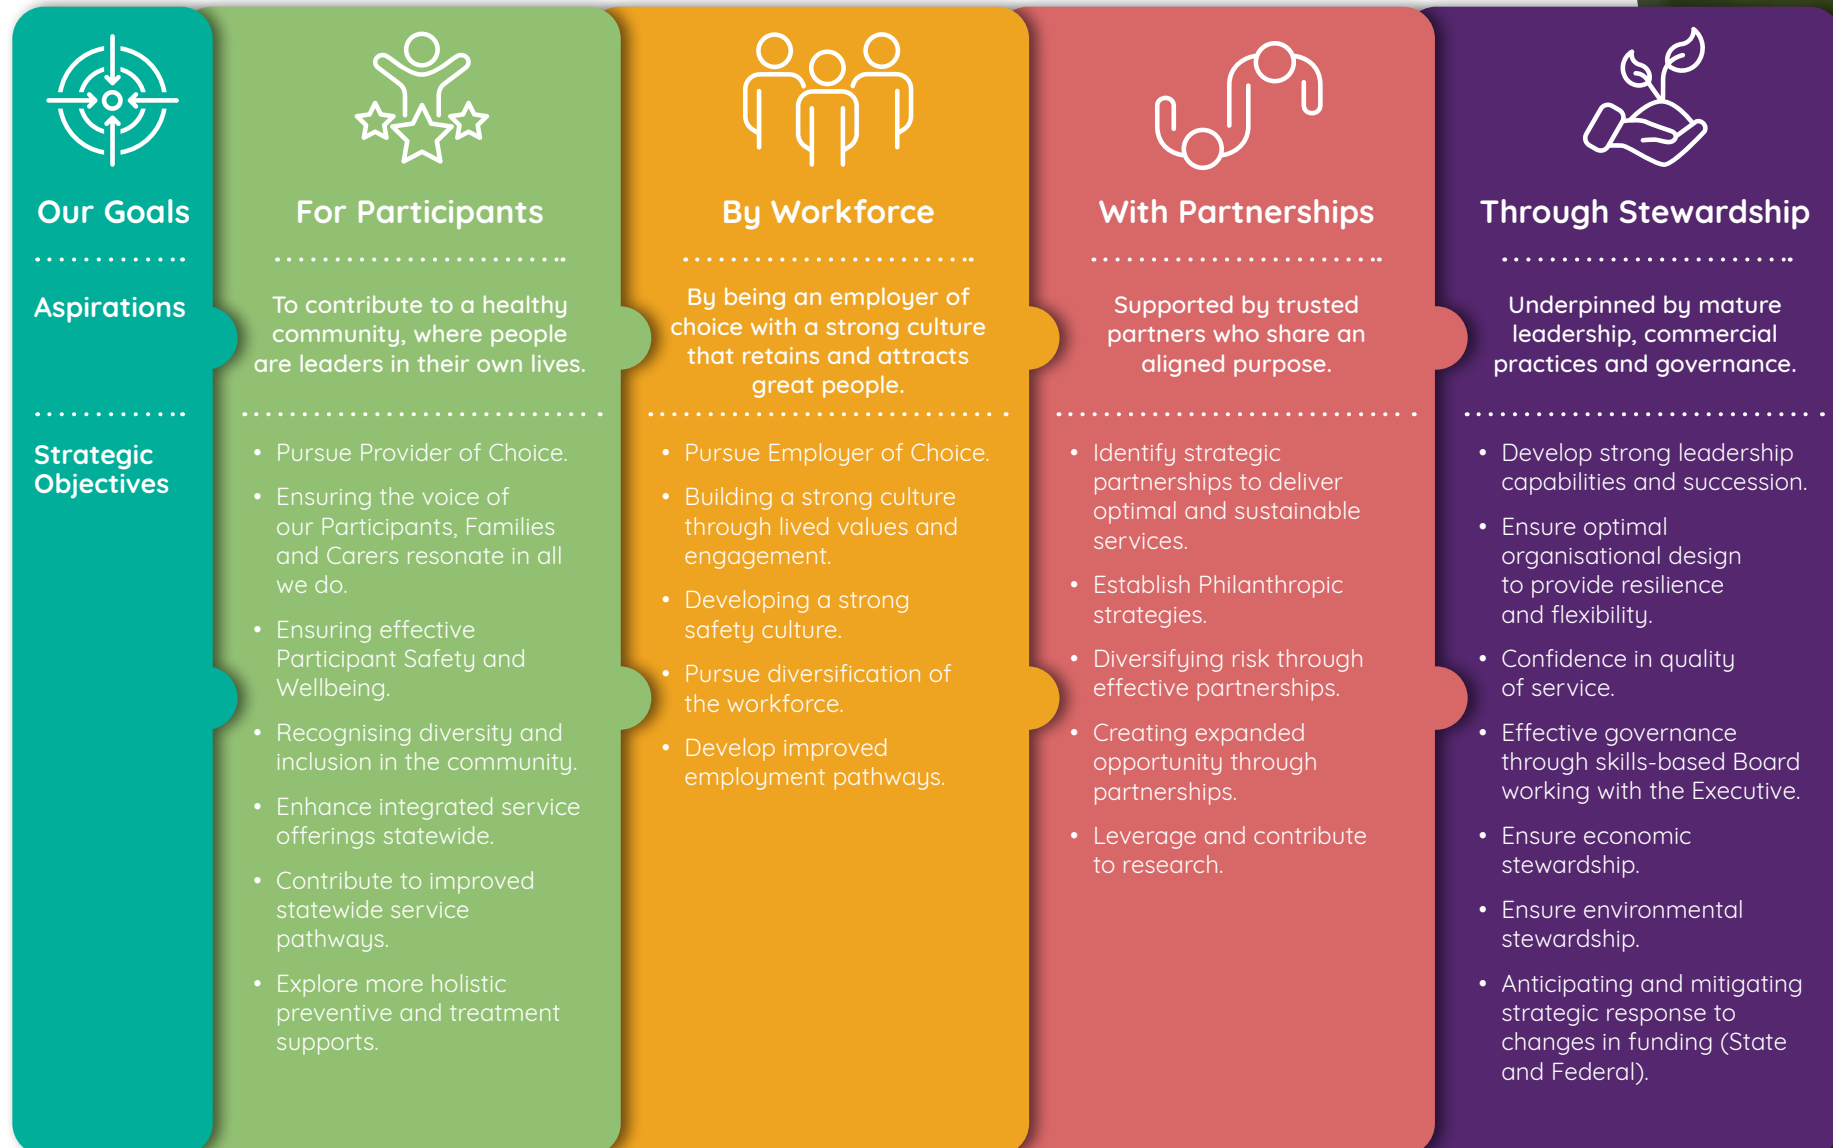 Our Goals
Aspirations
Strategic
Objectives
For Participants
To contribute to a healthy
community, where people
are leaders in their own lives.
• Pursue Provider of Choice.
• Ensuring the voice of
our Participants, Families
and Carers resonate in all
we do.
• Ensuring effective
Participant Safety and
Wellbeing.
• Recognising diversity and
inclusion in the community.
• Enhance integrated service
offerings statewide.
• Contribute to improved
statewide service
pathways.
• Explore more holistic
preventive and treatment
supports.
By Workforce
By being an employer of
choice with a strong culture
that retains and attracts
great people.
• Pursue Employer of Choice.
• Building a strong culture
through lived values and
engagement.
• Developing a strong
safety culture.
• Pursue diversification of
the workforce.
• Develop improved
employment pathways.
With Partnerships
Supported by trusted
partners who share an
aligned purpose.
• Identify strategic
partnerships to deliver
optimal and sustainable
services.
• Establish Philanthropic
strategies.
• Diversifying risk through
effective partnerships.
• Creating expanded
opportunity through
partnerships.
• Leverage and contribute
to research.
Through Stewardship
Underpinned by mature
leadership, commercial
practices and governance.
• Develop strong leadership
capabilities and succession.
• Ensure optimal
organisational design
to provide resilience
and flexibility.
• Confidence in quality
of service.
• Effective governance
through skills-based Board
working with the Executive.
• Ensure economic
stewardship.
• Ensure environmental
stewardship.
• Anticipating and mitigating
strategic response to
changes in funding (State
and Federal).